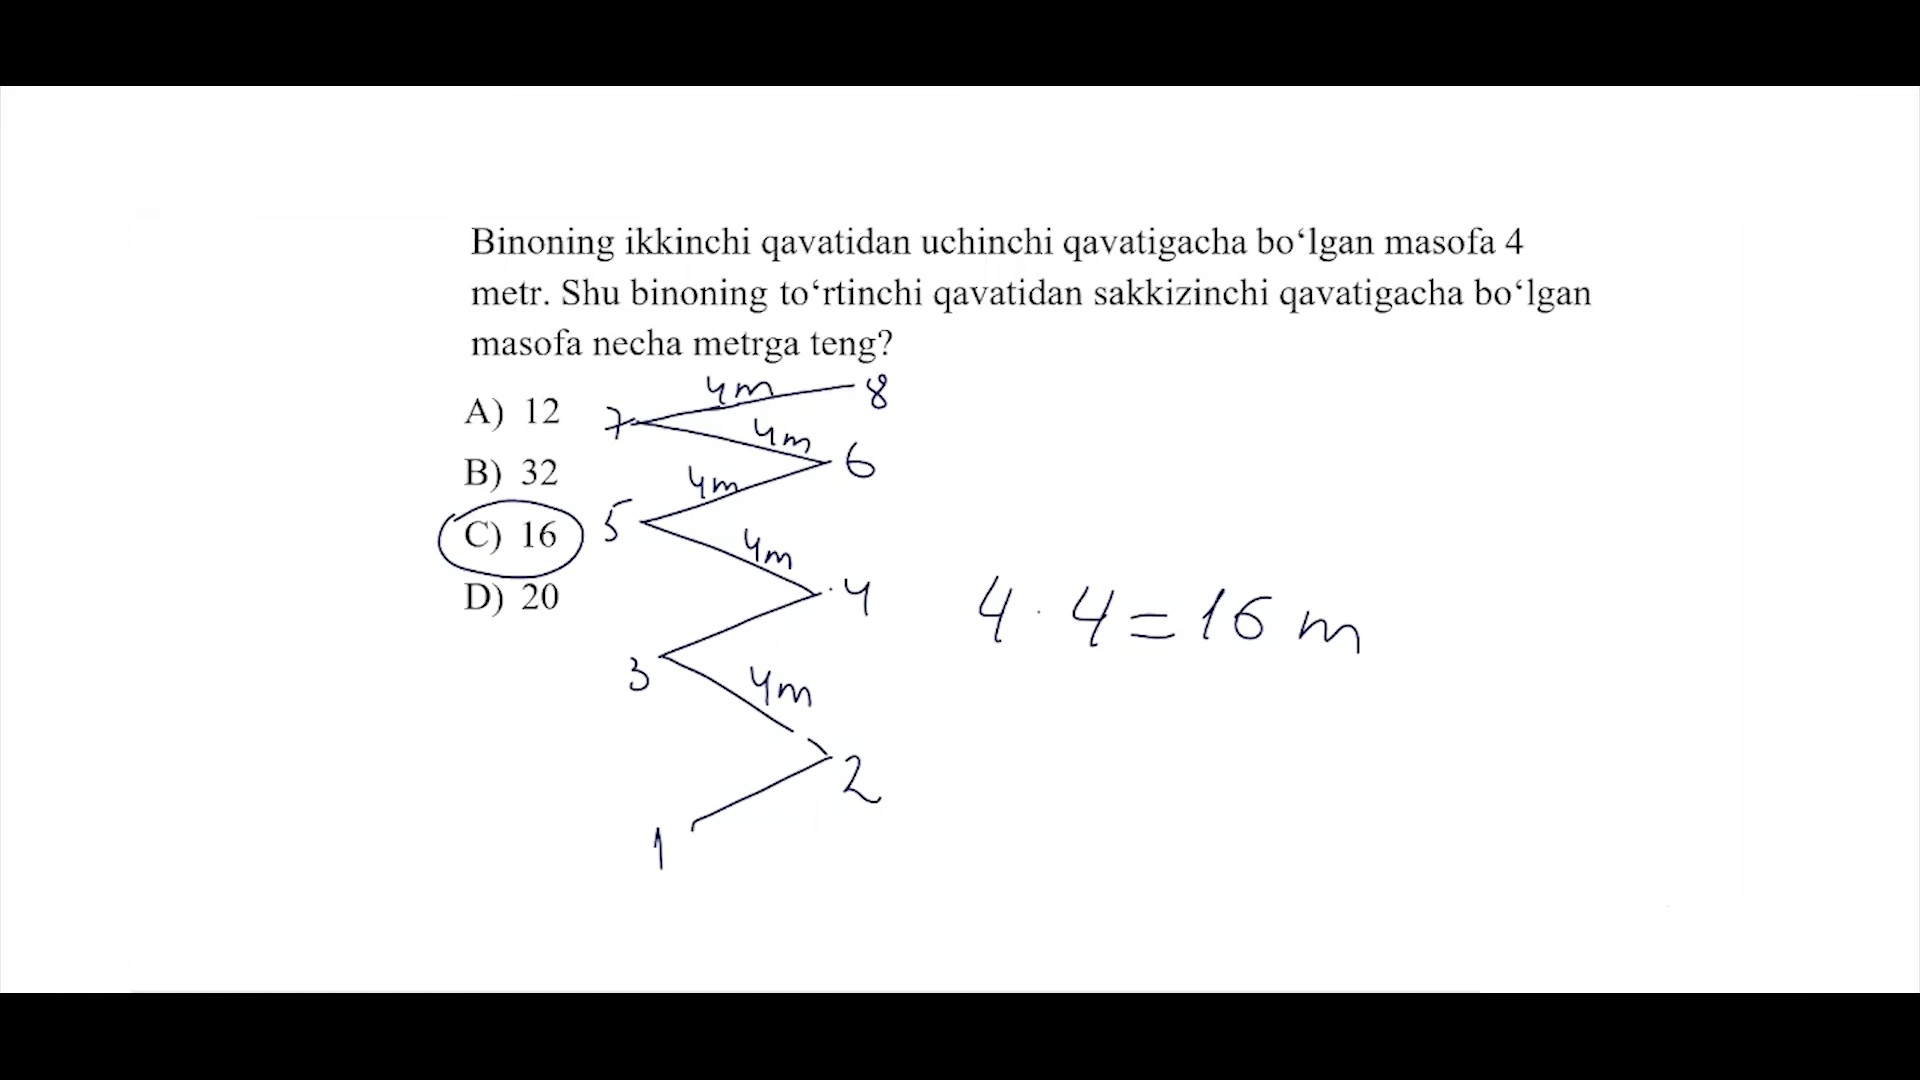 Binoning ikkinchi qavatidan uchinchi qavatigacha bo‘lgan masofa 4
metr. Shu binoning to‘rtinchi qavatidan sakkizinchi qavatigacha bo‘lgan
masofa necha metrga teng?
A) 12
B) 32
C) 16
D) 20
4m 8
7 4m
6
4m
5
4m
4
4 · 4 = 16 m
3 4m
2
1